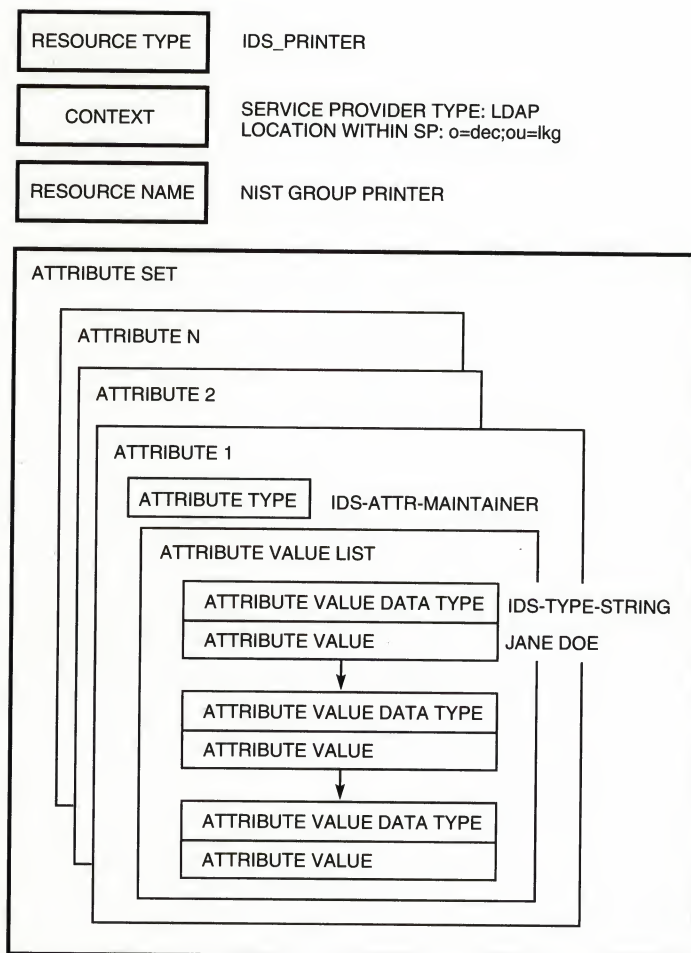 RESOURCE TYPE IDS_PRINTER
CONTEXT SERVICE PROVIDER TYPE: LDAP
LOCATION WITHIN SP: o=dec;ou=lkg
RESOURCE NAME NIST GROUP PRINTER
ATTRIBUTE SET
ATTRIBUTE N
ATTRIBUTE 2
ATTRIBUTE 1
ATTRIBUTE TYPE IDS-ATTR-MAINTAINER
ATTRIBUTE VALUE LIST
ATTRIBUTE VALUE DATA TYPE IDS-TYPE-STRING
ATTRIBUTE VALUE JANE DOE
ATTRIBUTE VALUE DATA TYPE
ATTRIBUTE VALUE
ATTRIBUTE VALUE DATA TYPE
ATTRIBUTE VALUE